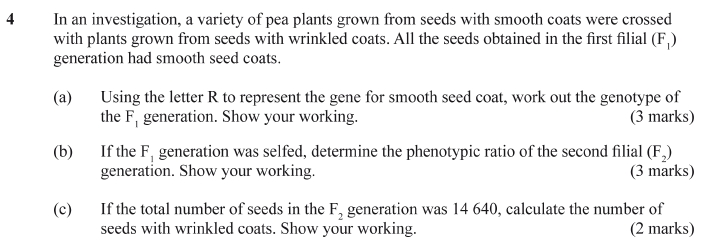 4 In an investigation, a variety of pea plants grown from seeds with smooth coats were crossed
with plants grown from seeds with wrinkled coats. All the seeds obtained in the first filial (F₁)
generation had smooth seed coats.
(a) Using the letter R to represent the gene for smooth seed coat, work out the genotype of
the F₁ generation. Show your working. (3 marks)
(b) If the F₁ generation was selfed, determine the phenotypic ratio of the second filial (F₂)
generation. Show your working. (3 marks)
(c) If the total number of seeds in the F₂ generation was 14 640, calculate the number of
seeds with wrinkled coats. Show your working. (2 marks)